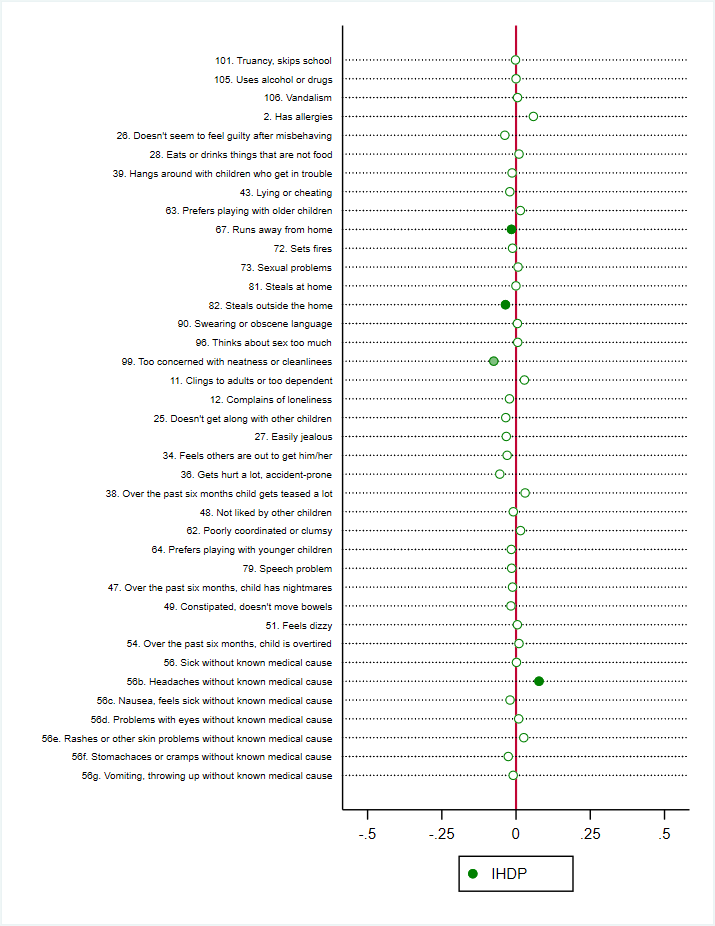 101. Truancy, skips school
105. Uses alcohol or drugs
106. Vandalism
2. Has allergies
26. Doesn't seem to feel guilty after misbehaving
28. Eats or drinks things that are not food
39. Hangs around with children who get in trouble
43. Lying or cheating
63. Prefers playing with older children
67. Runs away from home
72. Sets fires
73. Sexual problems
81. Steals at home
82. Steals outside the home
90. Swearing or obscene language
96. Thinks about sex too much
99. Too concerned with neatness or cleanlinees
11. Clings to adults or too dependent
12. Complains of loneliness
25. Doesn't get along with other children
27. Easily jealous
34. Feels others are out to get him/her
36. Gets hurt a lot, accident-prone
38. Over the past six months child gets teased a lot
48. Not liked by other children
62. Poorly coordinated or clumsy
64. Prefers playing with younger children
79. Speech problem
47. Over the past six months, child has nightmares
49. Constipated, doesn't move bowels
51. Feels dizzy
54. Over the past six months, child is overtired
56. Sick without known medical cause
56b. Headaches without known medical cause
56c. Nausea, feels sick without known medical cause
56d. Problems with eyes without known medical cause
56e. Rashes or other skin problems without known medical cause
56f. Stomachaces or cramps without known medical cause
56g. Vomiting, throwing up without known medical cause
-.5 -.25 0 .25 .5
IHDP